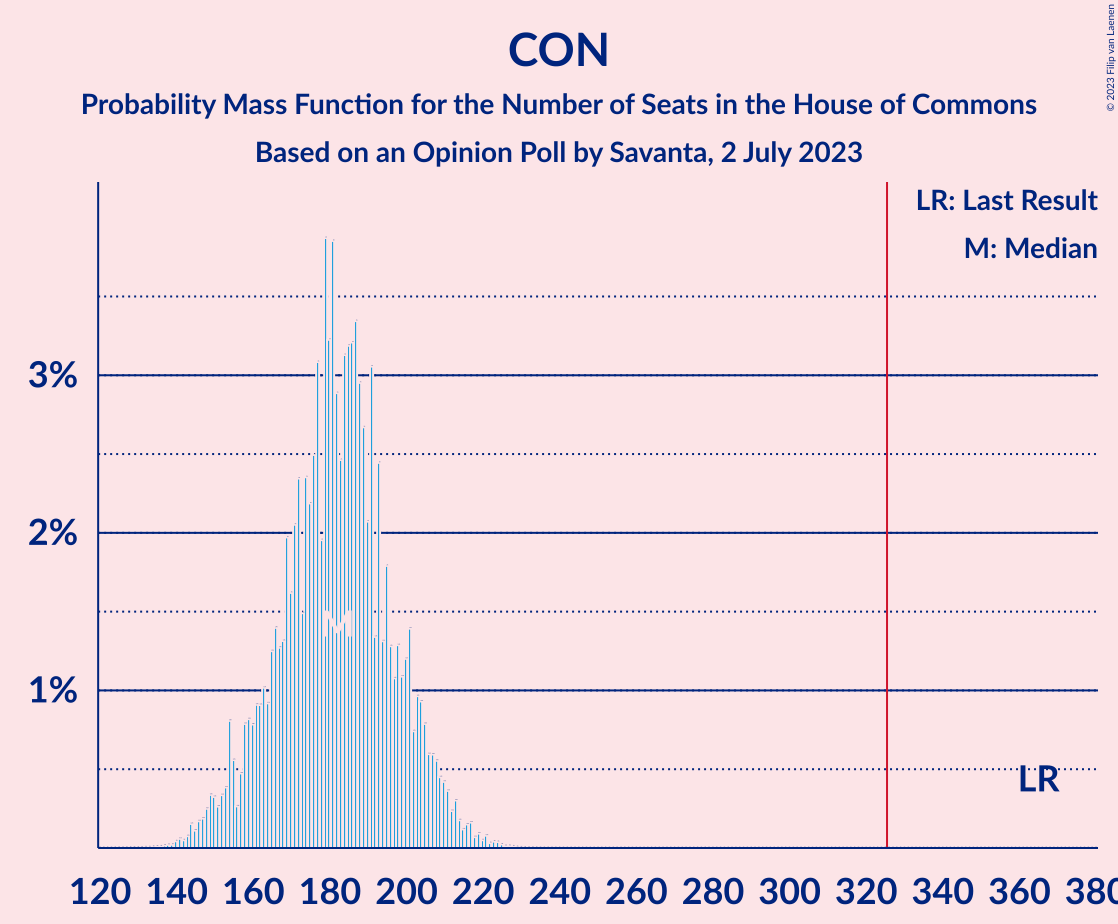 CON
Probability Mass Function for the Number of Seats in the House of Commons
Based on an Opinion Poll by Savanta, 2 July 2023
© 2023 Filip van Laenen
LR: Last Result
M: Median
3%
2%
1%
M
LR
120 140 160 180 200 220 240 260 280 300 320 340 360 380